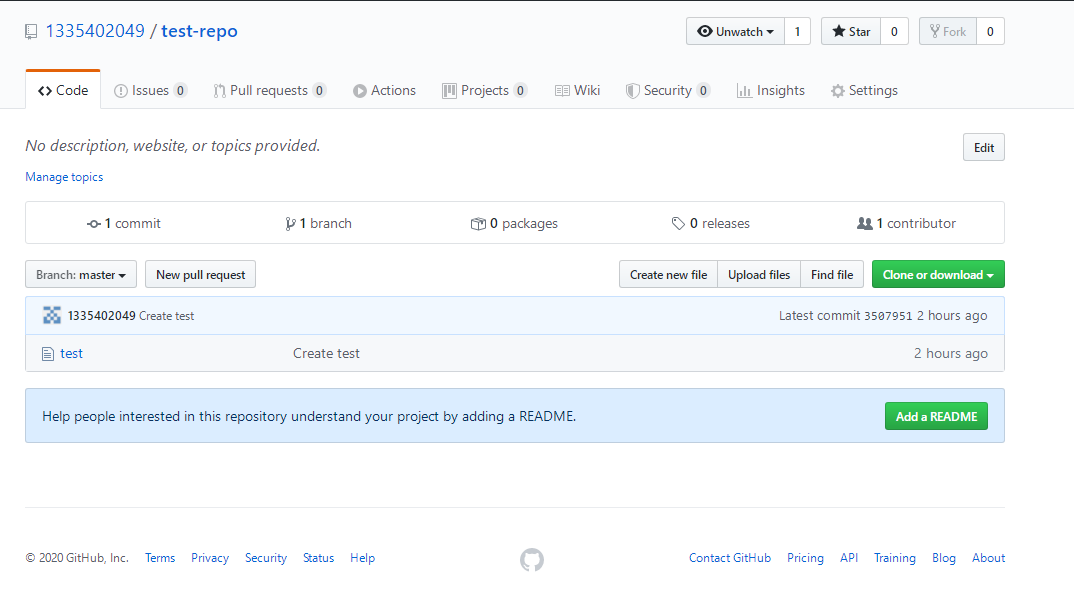 1335402049 / test-repo Unwatch 1 Star 0 Fork 0
Code Issues 0 Pull requests 0 Actions Projects 0 Wiki Security 0 Insights Settings
No description, website, or topics provided. Edit
Manage topics
1 commit 1 branch 0 packages 0 releases 1 contributor
Branch: master New pull request Create new file Upload files Find file Clone or download
1335402049 Create test Latest commit 3507951 2 hours ago
test Create test 2 hours ago
Help people interested in this repository understand your project by adding a README. Add a README
© 2020 GitHub, Inc. Terms Privacy Security Status Help Contact GitHub Pricing API Training Blog About